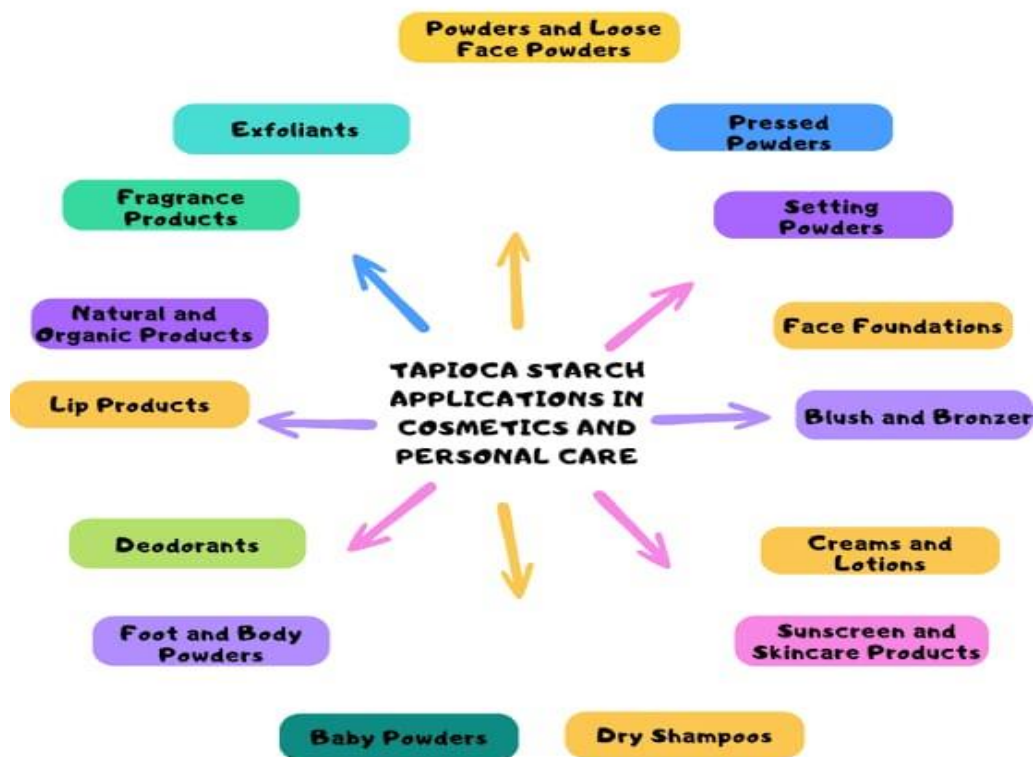 Powders and Loose
Face Powders
Exfoliants
Pressed
Powders
Fragrance
Products
Setting
Powders
Natural and
Organic Products
Face Foundations
TAPIOCA STARCH
APPLICATIONS IN
COSMETICS AND
PERSONAL CARE
Lip Products
Blush and Bronzer
Deodorants
Creams and
Lotions
Foot and Body
Powders
Sunscreen and
Skincare Products
Baby Powders
Dry Shampoos